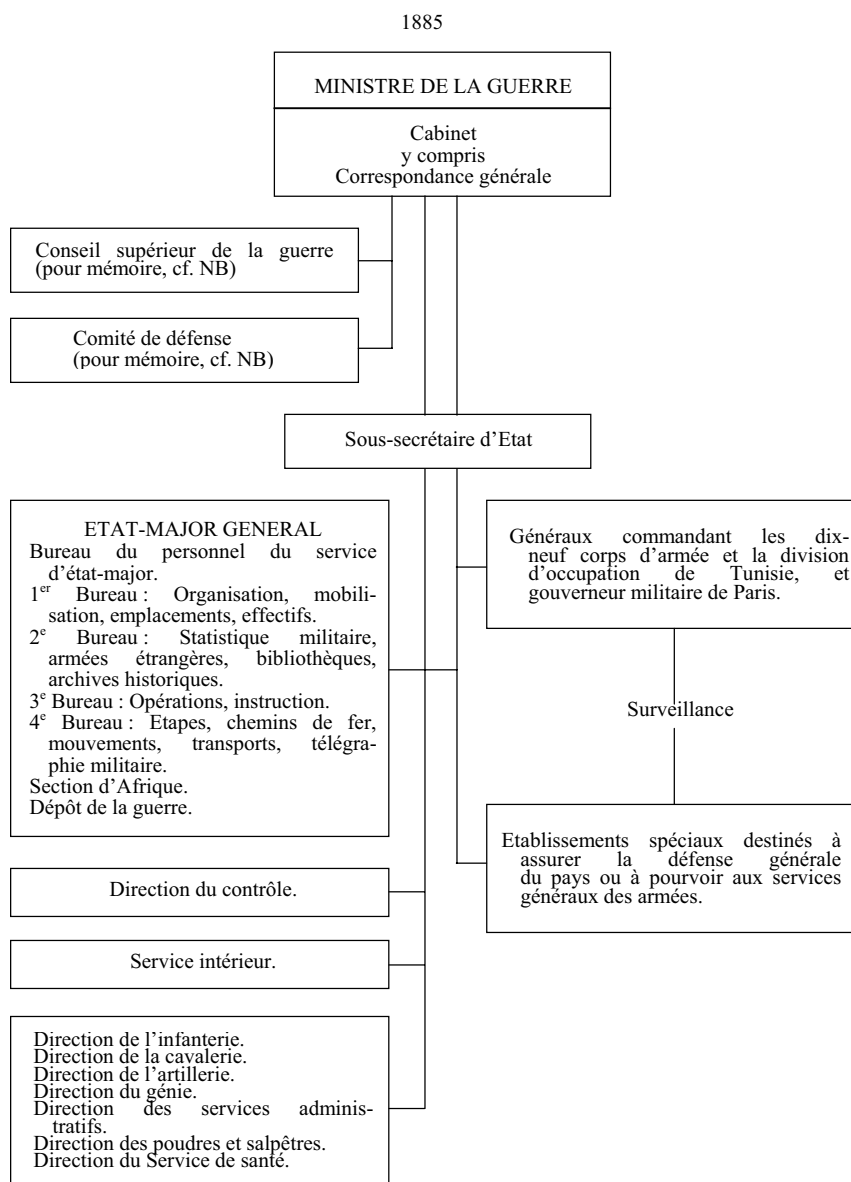 1885
MINISTRE DE LA GUERRE
Cabinet
y compris
Correspondance générale
Conseil supérieur de la guerre
(pour mémoire, cf. NB)
Comité de défense
(pour mémoire, cf. NB)
Sous-secrétaire d’Etat
ETAT-MAJOR GENERAL
Bureau du personnel du service
d’état-major.
1er Bureau : Organisation, mobili-
sation, emplacements, effectifs.
2e Bureau : Statistique militaire,
armées étrangères, bibliothèques,
archives historiques.
3e Bureau : Opérations, instruction.
4e Bureau : Etapes, chemins de fer,
mouvements, transports, télégra-
phie militaire.
Section d’Afrique.
Dépôt de la guerre.
Généraux commandant les dix-
neuf corps d’armée et la division
d’occupation de Tunisie, et
gouverneur militaire de Paris.
Surveillance
Etablissements spéciaux destinés à
assurer la défense générale
du pays ou à pourvoir aux services
généraux des armées.
Direction du contrôle.
Service intérieur.
Direction de l’infanterie.
Direction de la cavalerie.
Direction de l’artillerie.
Direction du génie.
Direction des services adminis-
tratifs.
Direction des poudres et salpêtres.
Direction du Service de santé.